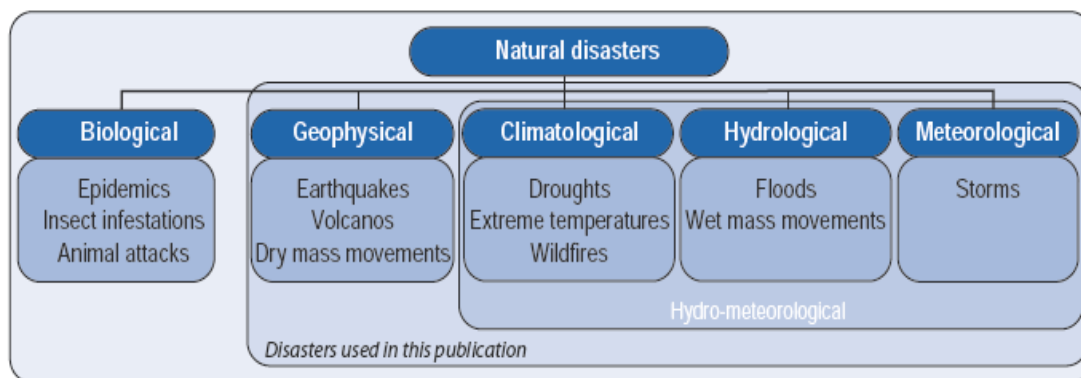 Natural disasters
Biological
Epidemics
Insect infestations
Animal attacks
Geophysical
Earthquakes
Volcanos
Dry mass movements
Climatological
Droughts
Extreme temperatures
Wildfires
Hydrological
Floods
Wet mass movements
Meteorological
Storms
Hydro-meteorological
Disasters used in this publication